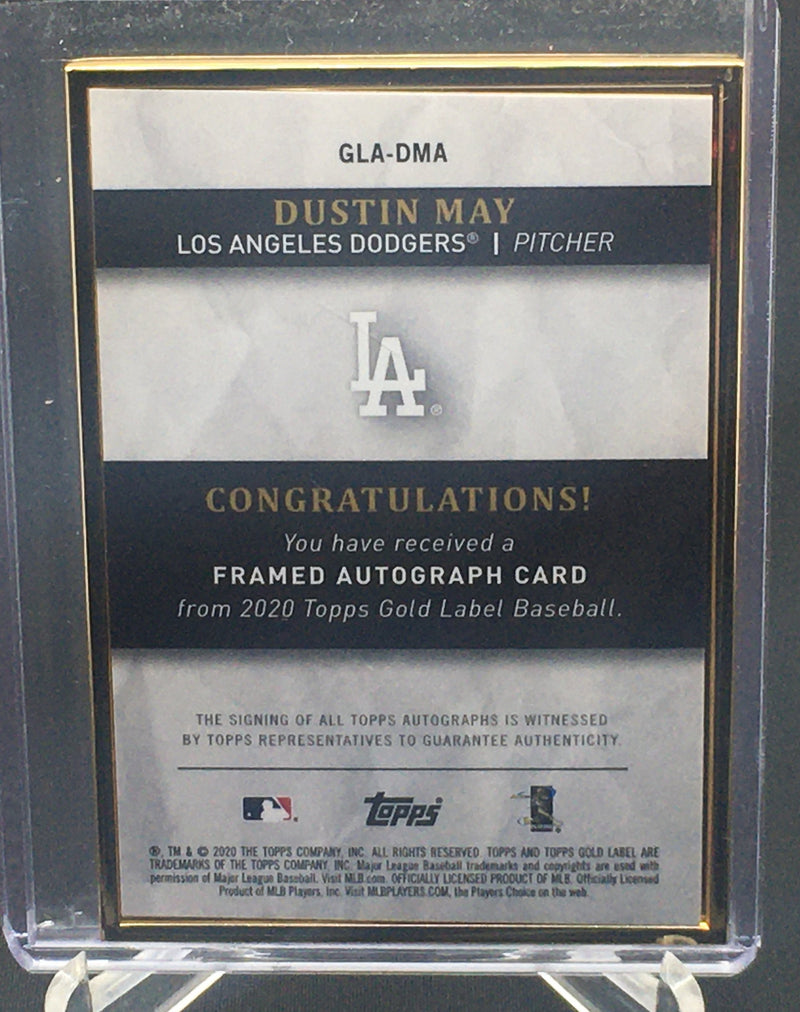 GLA-DMA
DUSTIN MAY
LOS ANGELES DODGERS® | PITCHER
LA®
CONGRATULATIONS!
You have received a
FRAMED AUTOGRAPH CARD
from 2020 Topps Gold Label Baseball.
THE SIGNING OF ALL TOPPS AUTOGRAPHS IS WITNESSED
BY TOPPS REPRESENTATIVES TO GUARANTEE AUTHENTICITY.
topps
®, TM & © 2020 THE TOPPS COMPANY, INC. ALL RIGHTS RESERVED. TOPPS AND TOPPS GOLD LABEL ARE
TRADEMARKS OF THE TOPPS COMPANY, INC. Major League Baseball trademarks and copyrights are used with
permission of Major League Baseball. Visit MLB.com. OFFICIALLY LICENSED PRODUCT OF MLB. Officially Licensed
Product of MLB Players, Inc. Visit MLBPLAYERS.COM, the Players Choice on the web.